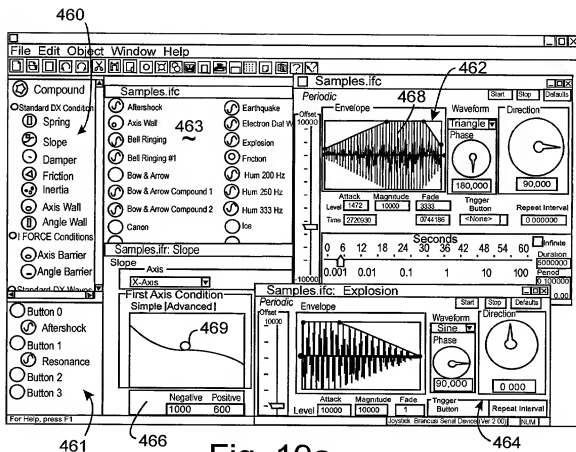 460
File Edit Object Window Help
Compound
Standard DX Condition
Spring
Slope
Damper
Friction
Inertia
Axis Wall
Angle Wall
I FORCE Conditions
Axis Barrier
Angle Barrier
Standard DX Waves
Button 0
Aftershock
Button 1
Resonance
Button 2
Button 3
For Help, press F1
461
Samples.ifc
Aftershock
Axis Wall
463
Bell Ringing
Bell Ringing #1
Bow & Arrow
Bow & Arrow Compound 1
Bow & Arrow Compound 2
Canon
Earthquake
Electron Dial W
Explosion
Friction
Hum 200 Hz
Hum 250 Hz
Hum 333 Hz
Ice
Samples.ifr: Slope
Slope
Axis
X-Axis
First Axis Condition
Simple [Advanced]
469
Negative Positive
1000 600
466
Samples.ifc
462
Periodic
Start Stop Defaults
Offset
10000
Envelope
468
Waveform
Triangle
Phase
180,000
Direction
90,000
Attack Magnitude Fade
Level 1472 10000 3333
Time 2720930 0744186
Trigger
Button
<None>
Repeat Interval
0 000000
-10000
Seconds
0 6 12 18 24 30 36 42 48 54 60
Infinite
Duration
5000000
Period
0 100000
0.001 0.01 0.1 1 10 100
Samples.ifc: Explosion
Periodic
Start Stop Defaults
Offset
10000
Envelope
Waveform
Sine
Phase
90,000
Direction
0 000
Attack Magnitude Fade
Level 10000 10000 1
Trigger
Button
Repeat Interval
Joystick Brancusi Serial Device (Ver 2 00) NUM
464